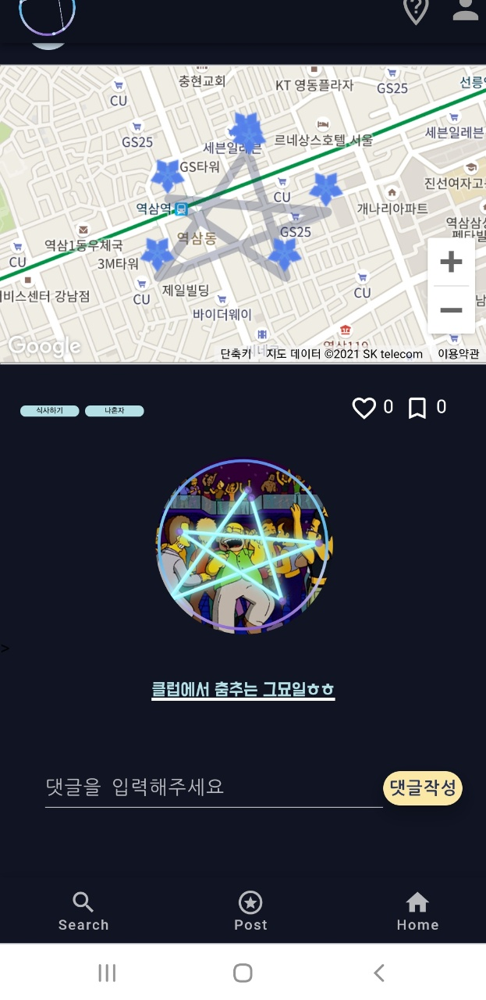 충현교회
KT 영동플라자
GS25
선릉
CU
GS25
세븐일레븐
르네상스호텔 서울
세븐일레븐
GS타워
CU
진선여자고
역삼역
개나리아파트
GS25
역삼동
역삼1동우체국
CU
3M타워
페타빌
CU
제일빌딩
CU
비스센터 강남점
바이더웨이
역삼119
Google
단축키
지도 데이터 ©2021 SK telecom
이용약관
식사하기
나혼자
0
0
>
클럽에서 춤추는 그묘일ㅎㅎ
댓글을 입력해주세요
댓글작성
Search
Post
Home